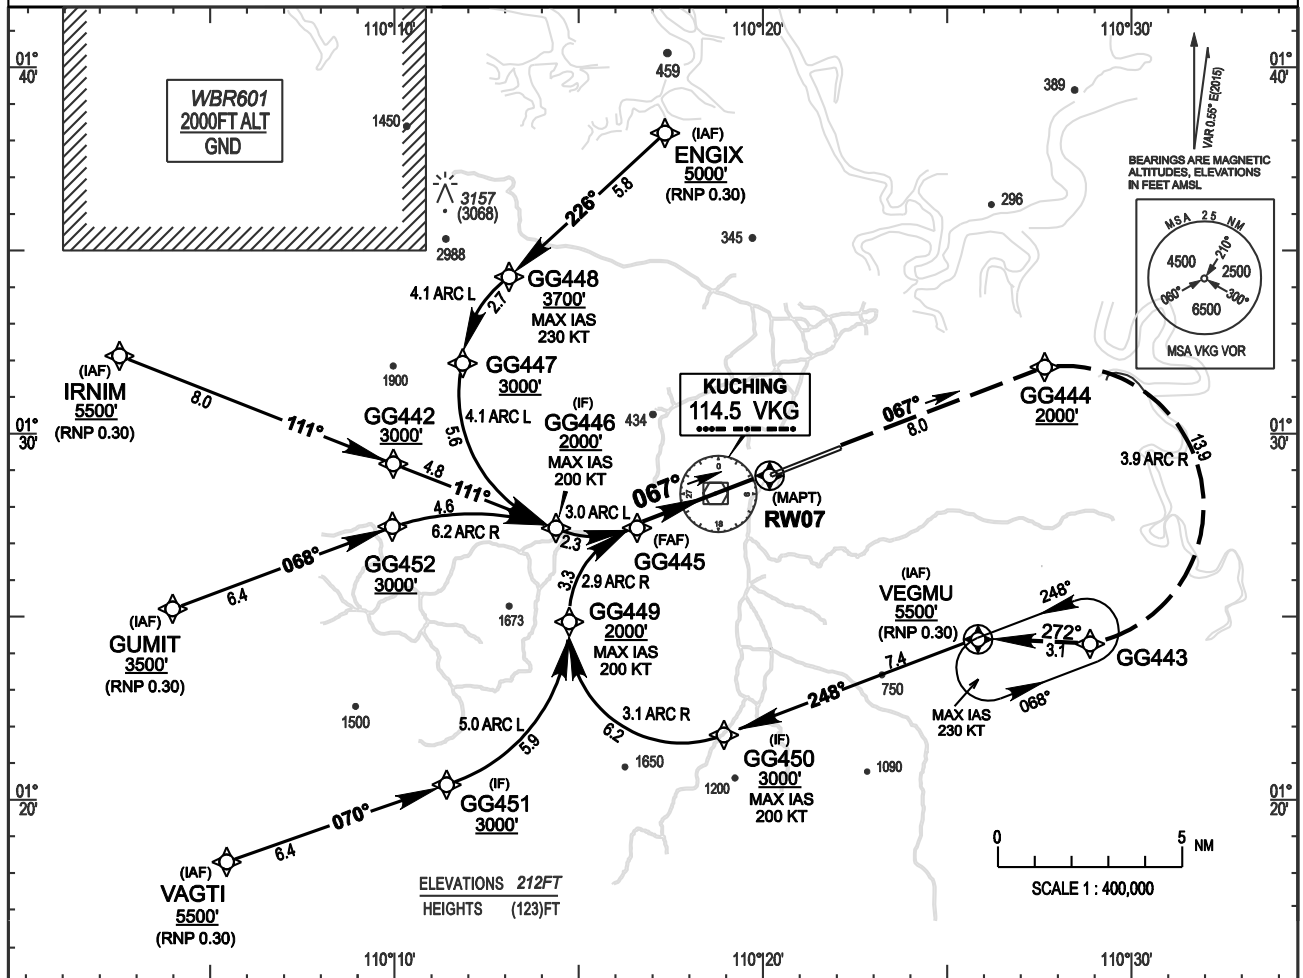 110°10'
110°20'
110°30'
01°
40'
01°
40'
WBR601
2000FT ALT
GND
1450
459
389
VAR 0.55° E(2015)
BEARINGS ARE MAGNETIC
ALTITUDES, ELEVATIONS
IN FEET AMSL
(IAF)
ENGIX
5000'
(RNP 0.30)
5.8
226°
3157
(3068)
2988
296
345
MSA 25 NM
210°
4500
2500
060°
300°
6500
MSA VKG VOR
GG448
3700'
MAX IAS
230 KT
4.1 ARC L
2.7
GG447
3000'
4.1 ARC L
5.6
(IAF)
IRNIM
5500'
(RNP 0.30)
8.0
111°
1900
GG442
3000'
4.8
111°
(IF)
GG446
2000'
MAX IAS
200 KT
434
KUCHING
114.5 VKG
0
6
18
27
067°
8.0
GG444
2000'
13.9
3.9 ARC R
01°
30'
01°
30'
4.6
6.2 ARC R
3.0 ARC L
2.3
067°
(MAPT)
RW07
(FAF)
GG445
068°
6.4
GG452
3000'
(IAF)
GUMIT
3500'
(RNP 0.30)
1673
3.3
2.9 ARC R
GG449
2000'
MAX IAS
200 KT
(IAF)
VEGMU
5500'
(RNP 0.30)
248°
272°
3.1
GG443
068°
MAX IAS
230 KT
7.4
750
248°
1500
5.0 ARC L
5.9
3.1 ARC R
6.2
1650
(IF)
GG450
3000'
MAX IAS
200 KT
1200
1090
(IF)
GG451
3000'
070°
6.4
01°
20'
01°
20'
(IAF)
VAGTI
5500'
(RNP 0.30)
ELEVATIONS 212FT
HEIGHTS (123)FT
0
5
NM
SCALE 1 : 400,000
110°10'
110°20'
110°30'